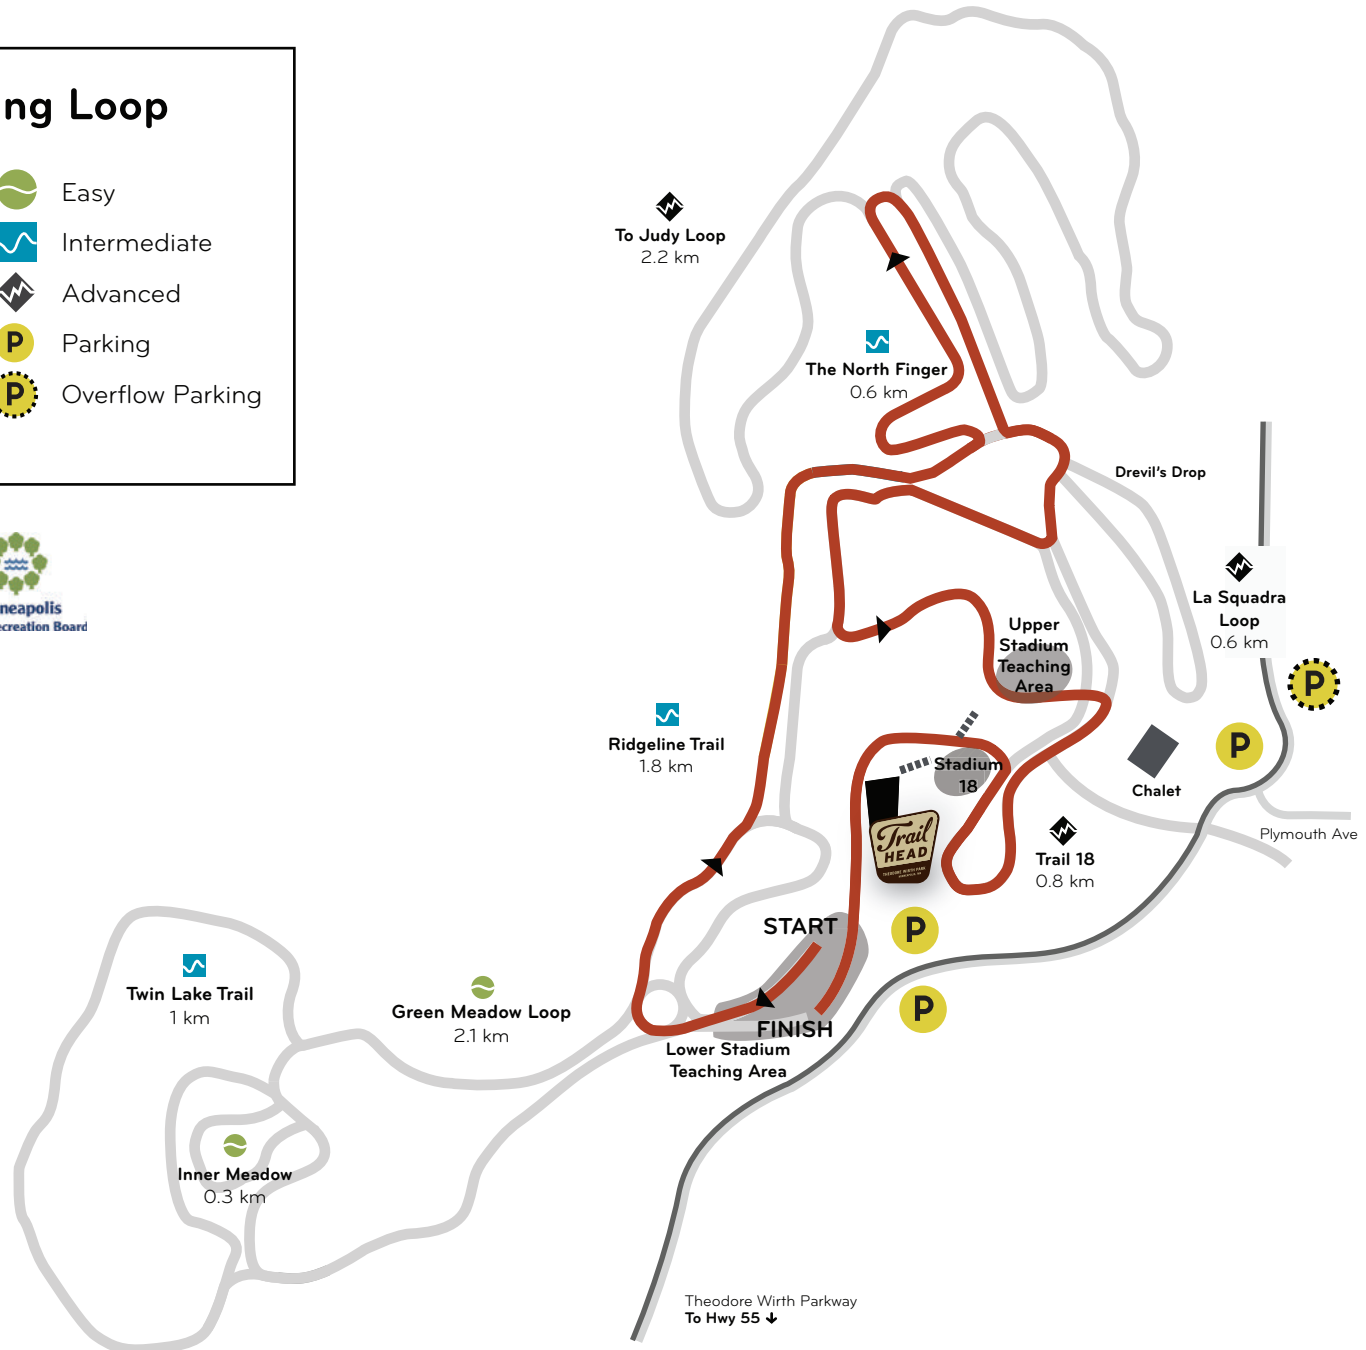 ng Loop
Easy
Intermediate
Advanced
P Parking
P Overflow Parking
neapolis
ecreation Board
To Judy Loop
2.2 km
The North Finger
0.6 km
Drevil's Drop
La Squadra
Loop
0.6 km
Upper
Stadium
Teaching
Area
P
P
Ridgeline Trail
1.8 km
Stadium
18
Chalet
Plymouth Ave
Trail
HEAD
Trail 18
0.8 km
START
P
P
FINISH
Lower Stadium
Teaching Area
Twin Lake Trail
1 km
Green Meadow Loop
2.1 km
Inner Meadow
0.3 km
Theodore Wirth Parkway
To Hwy 55 ↓